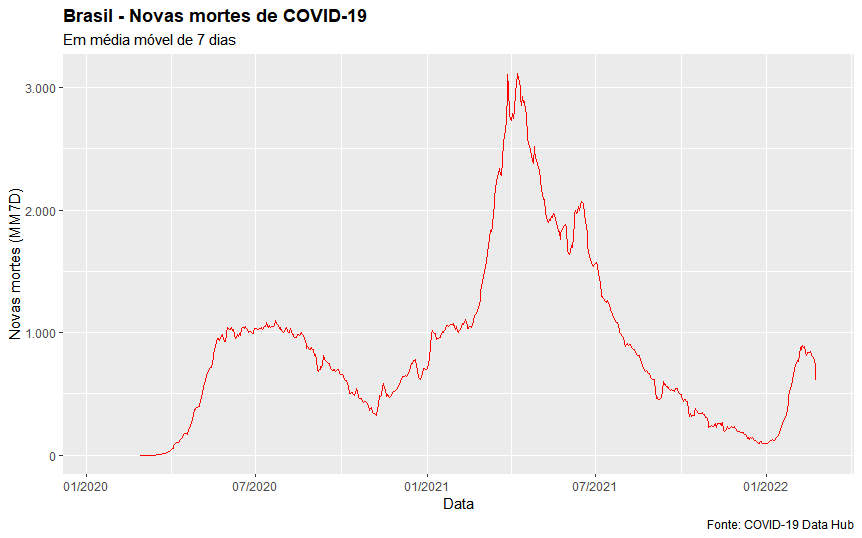 Brasil - Novas mortes de COVID-19
Em média móvel de 7 dias
Novas mortes (MM7D)
3.000
2.000
1.000
0
01/2020 07/2020 01/2021 07/2021 01/2022
Data
Fonte: COVID-19 Data Hub